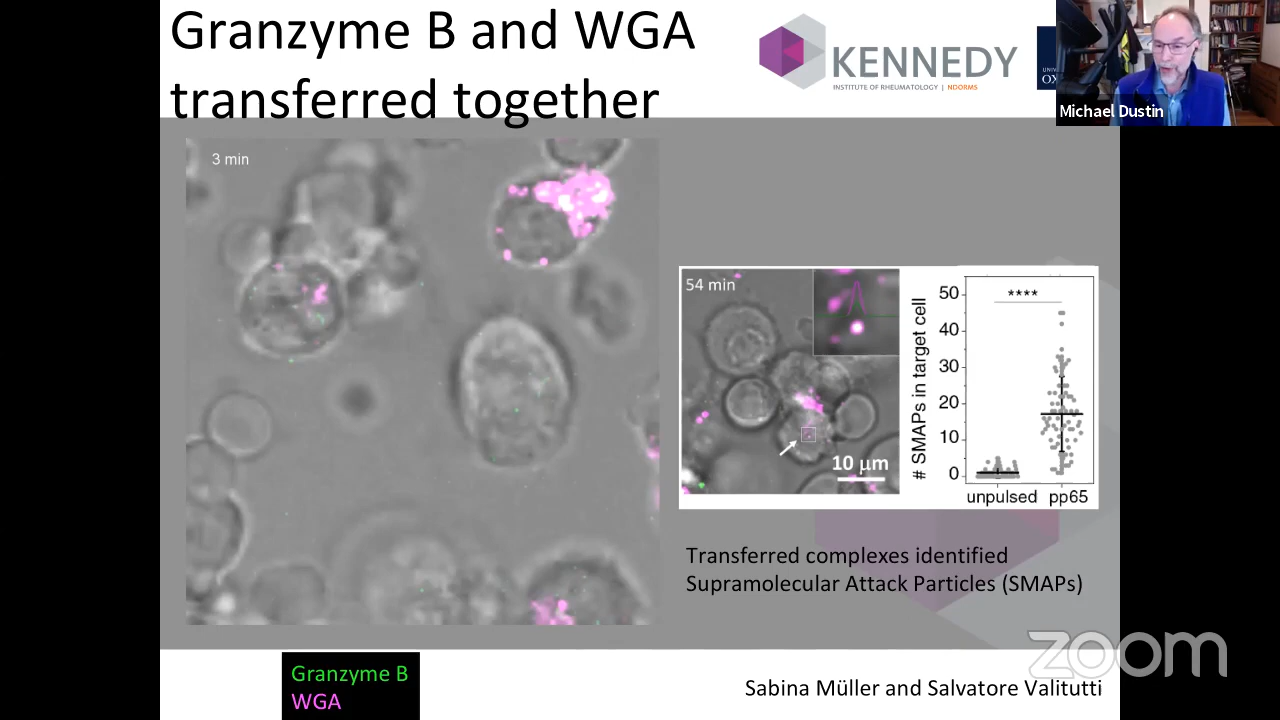 Granzyme B and WGA
transferred together
KENNEDY
INSTITUTE OF RHEUMATOLOGY | NDORMS
UNIV
OX
Michael Dustin
3 min
54 min
10 µm
# SMAPs in target cell
50
40
30
20
10
0
****
unpulsed pp65
Transferred complexes identified
Supramolecular Attack Particles (SMAPs)
zoom
Granzyme B
WGA
Sabina Müller and Salvatore Valitutti